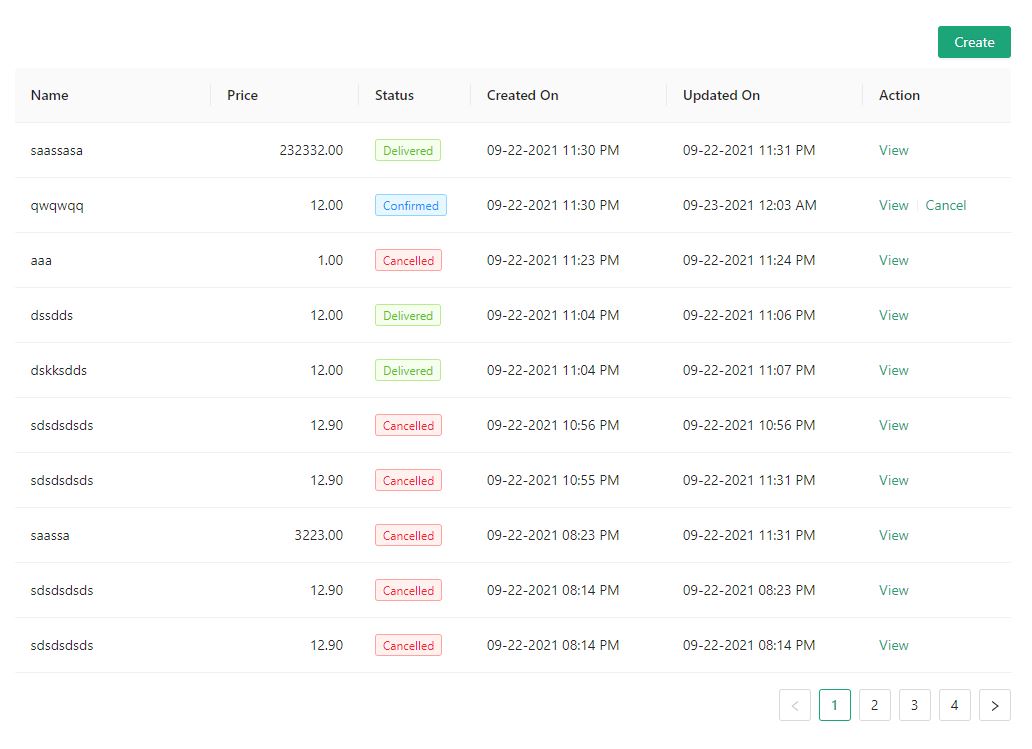 Create
Name Price Status Created On Updated On Action
saassasa 232332.00 Delivered 09-22-2021 11:30 PM 09-22-2021 11:31 PM View
qwqwqq 12.00 Confirmed 09-22-2021 11:30 PM 09-23-2021 12:03 AM View Cancel
aaa 1.00 Cancelled 09-22-2021 11:23 PM 09-22-2021 11:24 PM View
dssdds 12.00 Delivered 09-22-2021 11:04 PM 09-22-2021 11:06 PM View
dskksdds 12.00 Delivered 09-22-2021 11:04 PM 09-22-2021 11:07 PM View
sdsdsdsds 12.90 Cancelled 09-22-2021 10:56 PM 09-22-2021 10:56 PM View
sdsdsdsds 12.90 Cancelled 09-22-2021 10:55 PM 09-22-2021 11:31 PM View
saassa 3223.00 Cancelled 09-22-2021 08:23 PM 09-22-2021 11:31 PM View
sdsdsdsds 12.90 Cancelled 09-22-2021 08:14 PM 09-22-2021 08:23 PM View
sdsdsdsds 12.90 Cancelled 09-22-2021 08:14 PM 09-22-2021 08:14 PM View
< 1 2 3 4 >